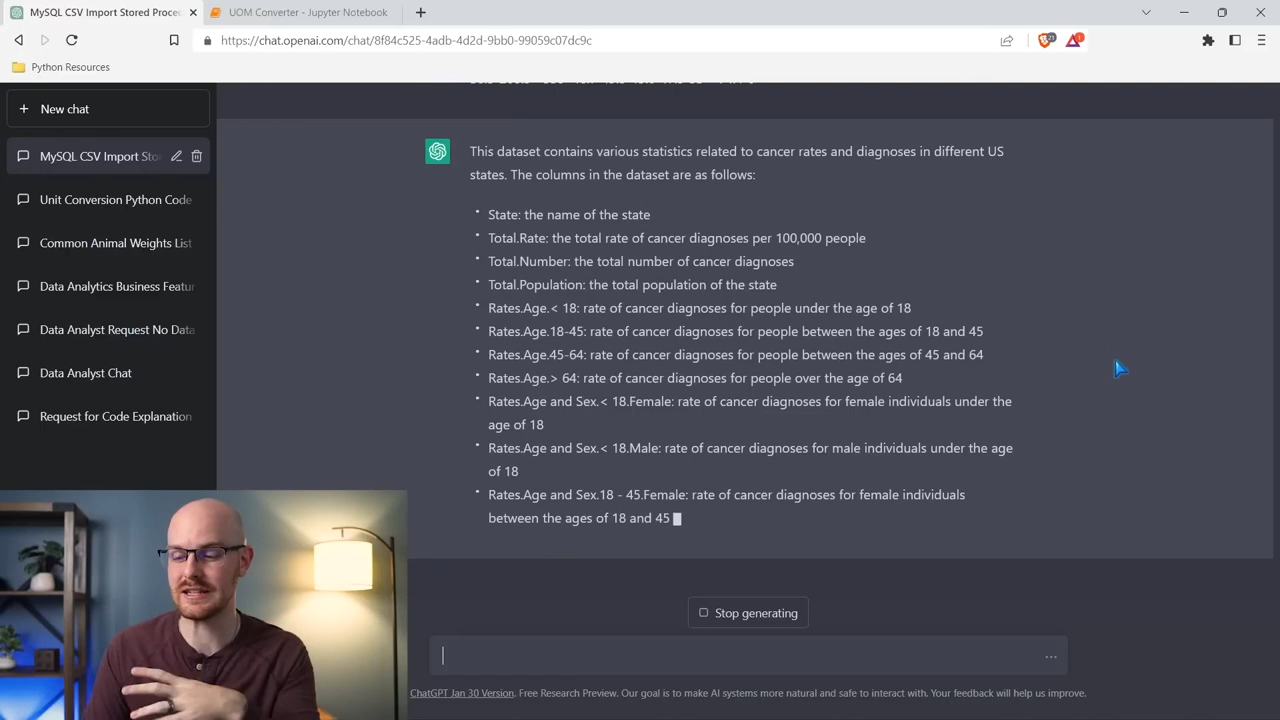 MySQL CSV Import Stored Proced
UOM Converter - Jupyter Notebook
https://chat.openai.com/chat/8f84c525-4adb-4d2d-9bb0-99059c07dc9c
21
1
Python Resources
New chat
MySQL CSV Import Sto
Unit Conversion Python Code
Common Animal Weights List
Data Analytics Business Featur
Data Analyst Request No Data
Data Analyst Chat
Request for Code Explanation
This dataset contains various statistics related to cancer rates and diagnoses in different US
states. The columns in the dataset are as follows:
• State: the name of the state
• Total.Rate: the total rate of cancer diagnoses per 100,000 people
• Total.Number: the total number of cancer diagnoses
• Total.Population: the total population of the state
• Rates.Age.< 18: rate of cancer diagnoses for people under the age of 18
• Rates.Age.18-45: rate of cancer diagnoses for people between the ages of 18 and 45
• Rates.Age.45-64: rate of cancer diagnoses for people between the ages of 45 and 64
• Rates.Age.> 64: rate of cancer diagnoses for people over the age of 64
• Rates.Age and Sex.< 18.Female: rate of cancer diagnoses for female individuals under the
age of 18
• Rates.Age and Sex.< 18.Male: rate of cancer diagnoses for male individuals under the age
of 18
• Rates.Age and Sex.18 - 45.Female: rate of cancer diagnoses for female individuals
between the ages of 18 and 45
Stop generating
ChatGPT Jan 30 Version. Free Research Preview. Our goal is to make AI systems more natural and safe to interact with. Your feedback will help us improve.